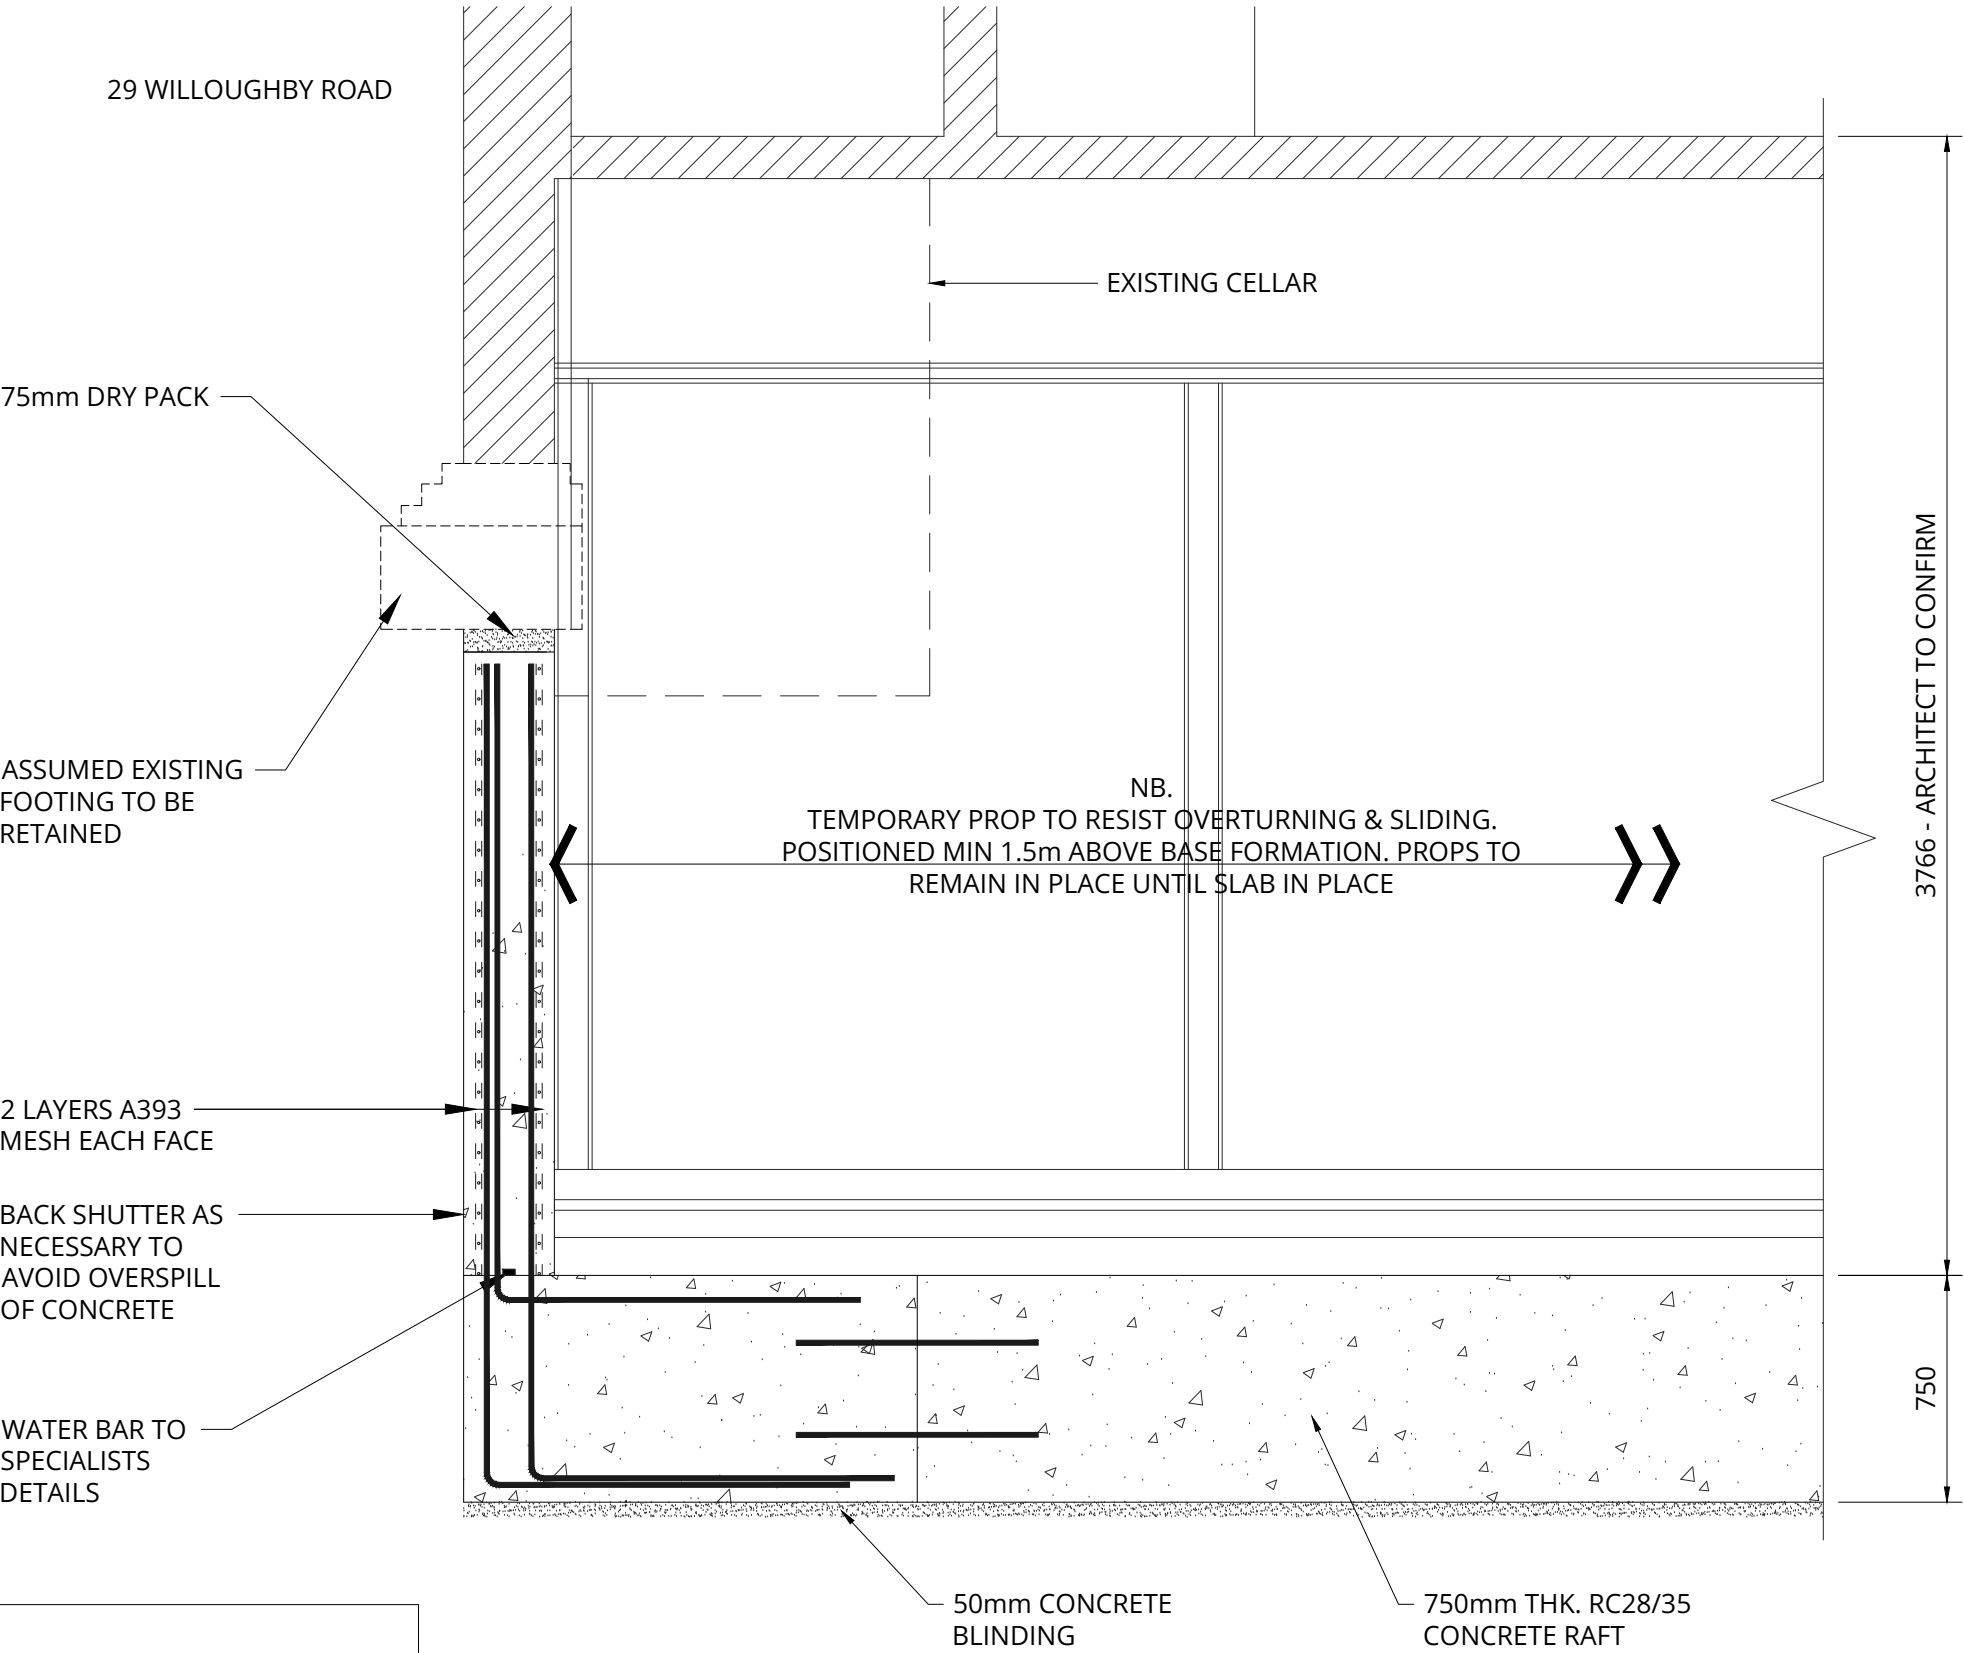 29 WILLOUGHBY ROAD
EXISTING CELLAR
75mm DRY PACK
ASSUMED EXISTING
FOOTING TO BE
RETAINED
NB.
TEMPORARY PROP TO RESIST OVERTURNING & SLIDING.
POSITIONED MIN 1.5m ABOVE BASE FORMATION. PROPS TO
REMAIN IN PLACE UNTIL SLAB IN PLACE
3766 - ARCHITECT TO CONFIRM
2 LAYERS A393
MESH EACH FACE
BACK SHUTTER AS
NECESSARY TO
AVOID OVERSPILL
OF CONCRETE
750
WATER BAR TO
SPECIALISTS
DETAILS
50mm CONCRETE
BLINDING
750mm THK. RC28/35
CONCRETE RAFT